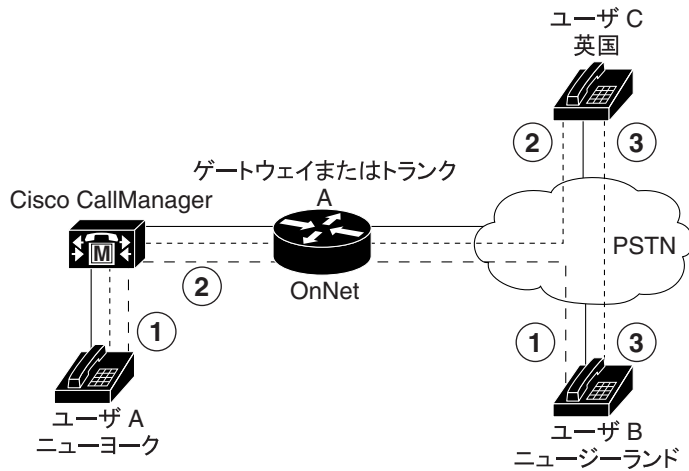 ユーザ C
英国
2
3
ゲートウェイまたはトランク
A
Cisco CallManager
M
PSTN
OnNet
2
1
1
3
ユーザ A
ニューヨーク
ユーザ B
ニュージーランド